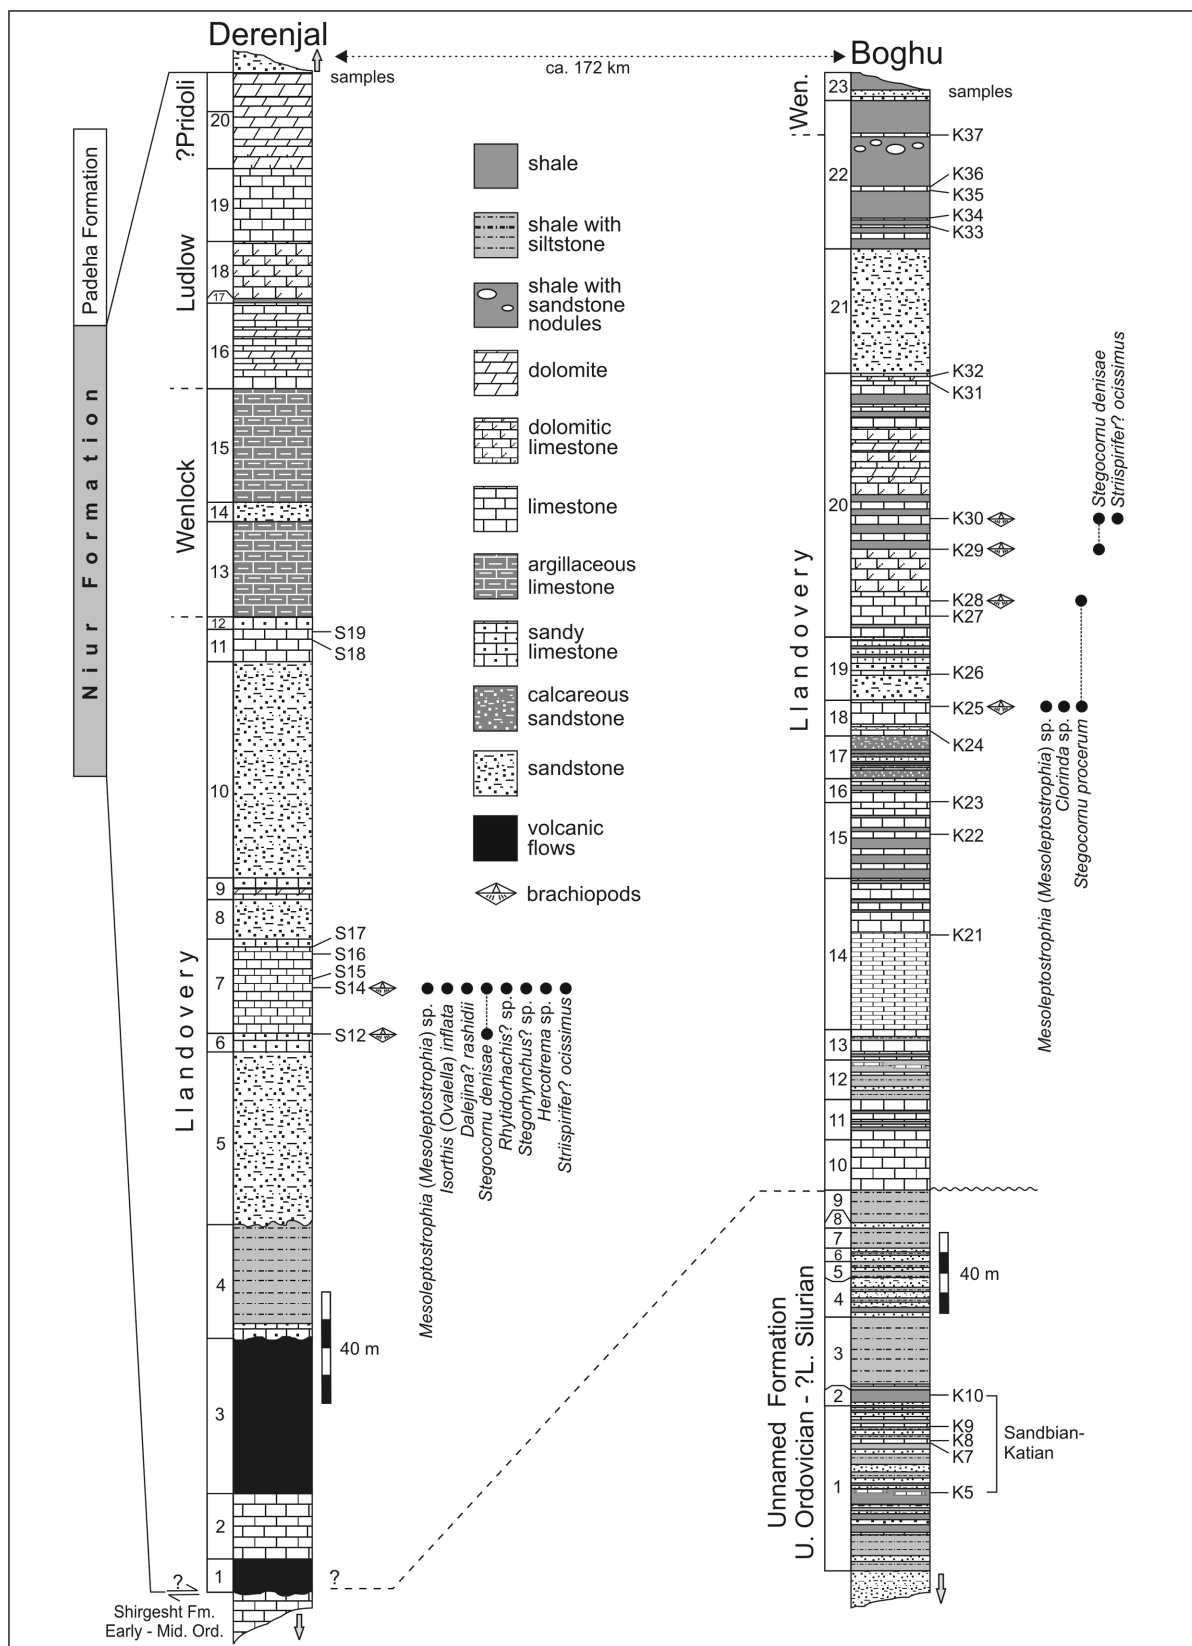 Derenjal
Boghu
ca. 172 km
samples
samples
Padeha Formation
Niur Formation
?Pridoli
Ludlow
Wenlock
Llandovery
20
19
18
17
16
15
14
13
12
11
10
9
8
7
6
5
4
3
2
1
S19
S18
S17
S16
S15
S14
S12
Mesoleptostrophia (Mesoleptostrophia) sp.
Isorthis (Ovalella) inflata
Dalejina? rashidii
Stegocornu denisae
Rhytidorhachis? sp.
Stegorhynchus? sp.
Hercotrema sp.
Striispirifer? ocissimus
40 m
?
?
Shirgesht Fm.
Early - Mid. Ord.
shale
shale with
siltstone
shale with
sandstone
nodules
dolomite
dolomitic
limestone
limestone
argillaceous
limestone
sandy
limestone
calcareous
sandstone
sandstone
volcanic
flows
brachiopods
Wen.
Llandovery
Unnamed Formation
U. Ordovician - ?L. Silurian
23
22
21
20
19
18
17
16
15
14
13
12
11
10
9
8
7
6
5
4
3
2
1
K37
K36
K35
K34
K33
K32
K31
K30
K29
K28
K27
K26
K25
K24
K23
K22
K21
K10
K9
K8
K7
K5
Sandbian-
Katian
40 m
Stegocornu denisae
Striispirifer? ocissimus
Mesoleptostrophia (Mesoleptostrophia) sp.
Clorinda sp.
Stegocornu procerum